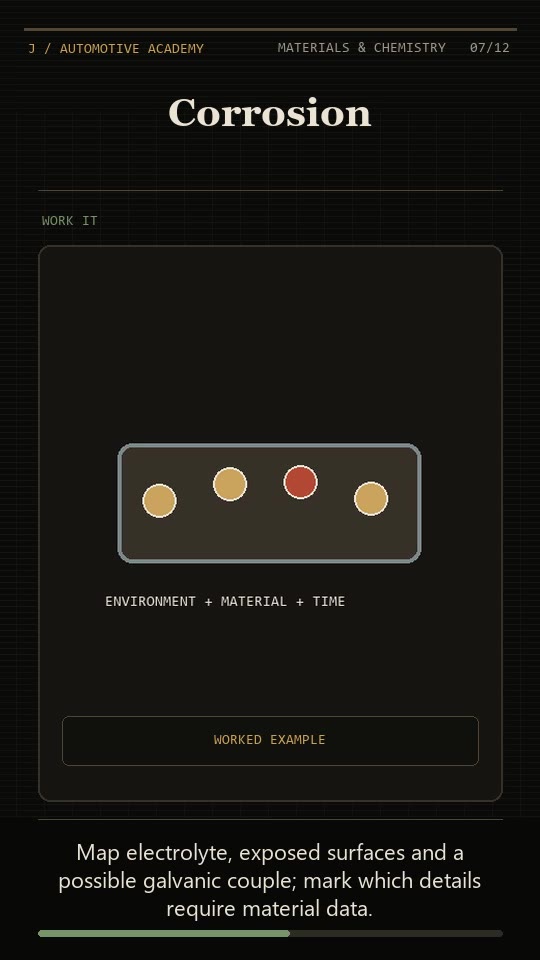 J / AUTOMOTIVE ACADEMY
MATERIALS & CHEMISTRY 07/12
Corrosion
WORK IT
ENVIRONMENT + MATERIAL + TIME
WORKED EXAMPLE
Map electrolyte, exposed surfaces and a
possible galvanic couple; mark which details
require material data.